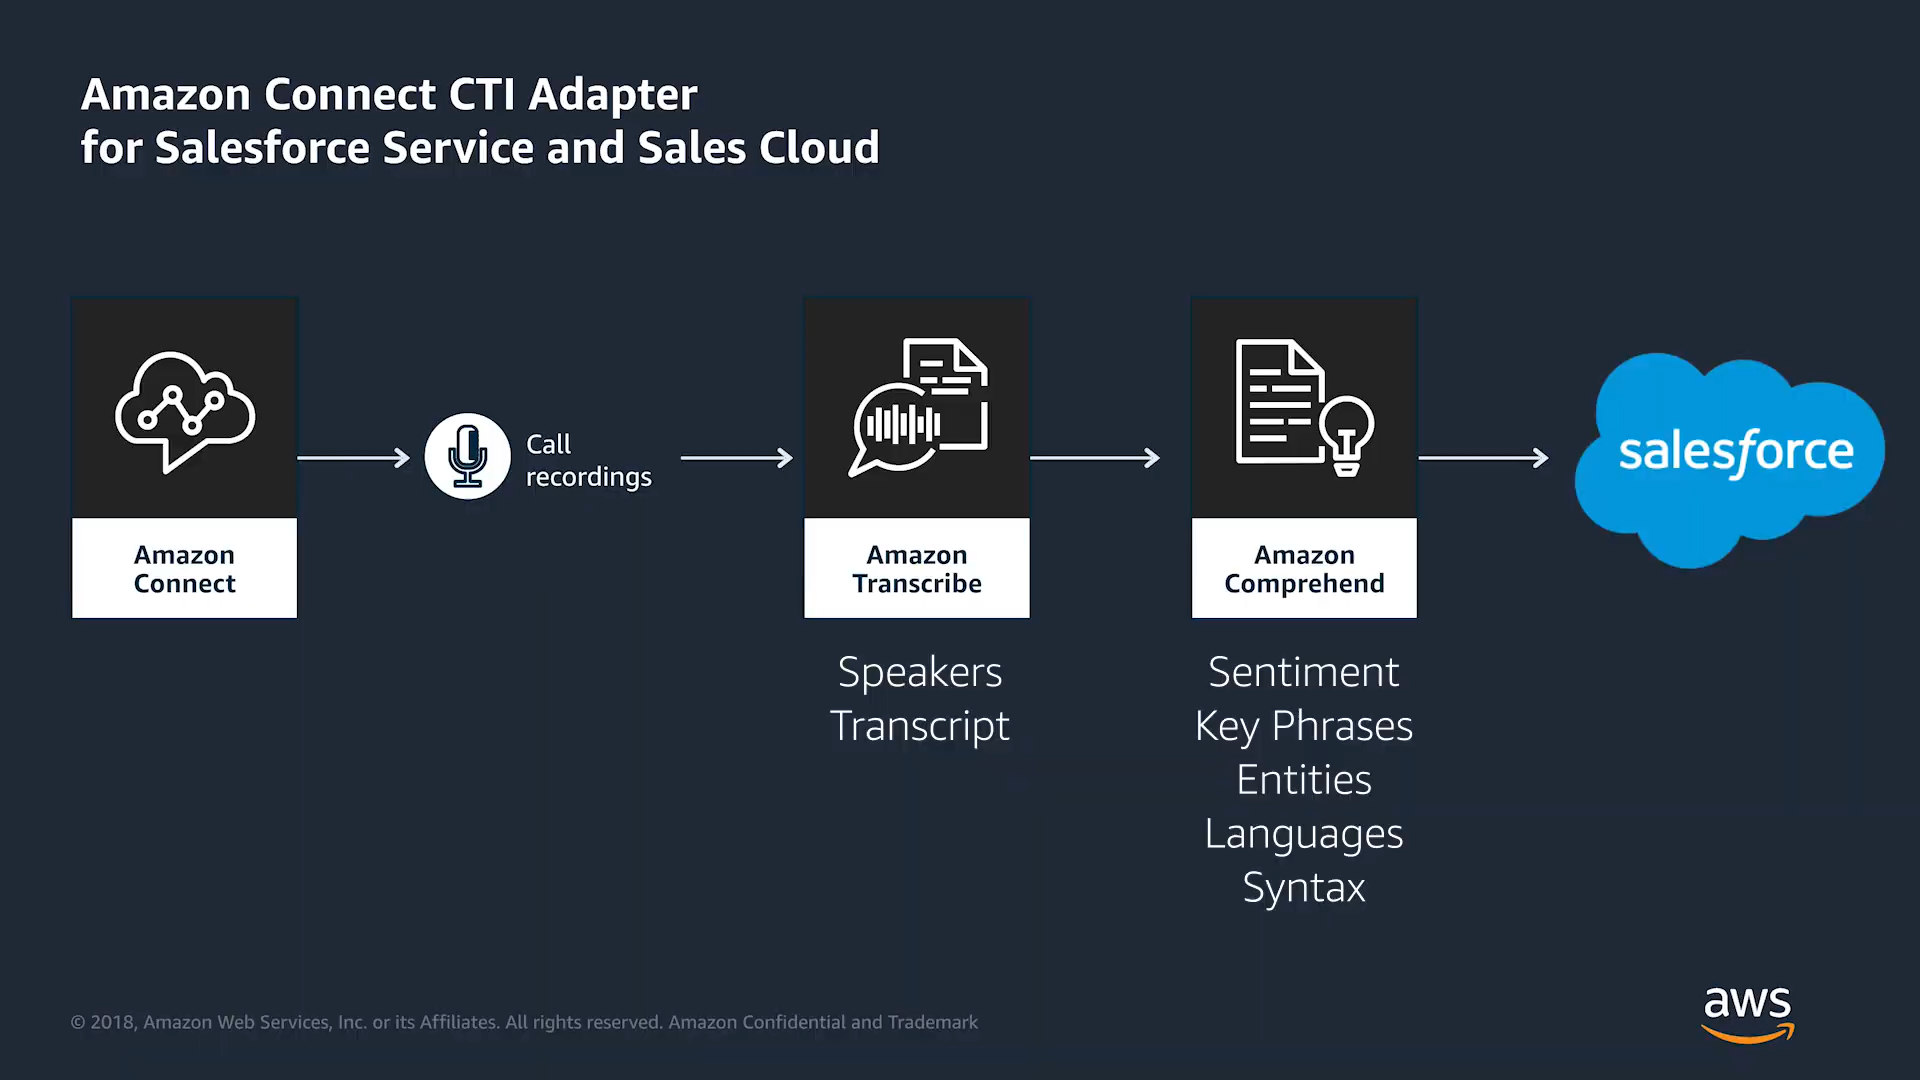 Amazon Connect CTI Adapter
for Salesforce Service and Sales Cloud
Amazon
Connect
Call
recordings
Amazon
Transcribe
Speakers
Transcript
Amazon
Comprehend
Sentiment
Key Phrases
Entities
Languages
Syntax
salesforce
© 2018, Amazon Web Services, Inc. or its Affiliates. All rights reserved. Amazon Confidential and Trademark
aws